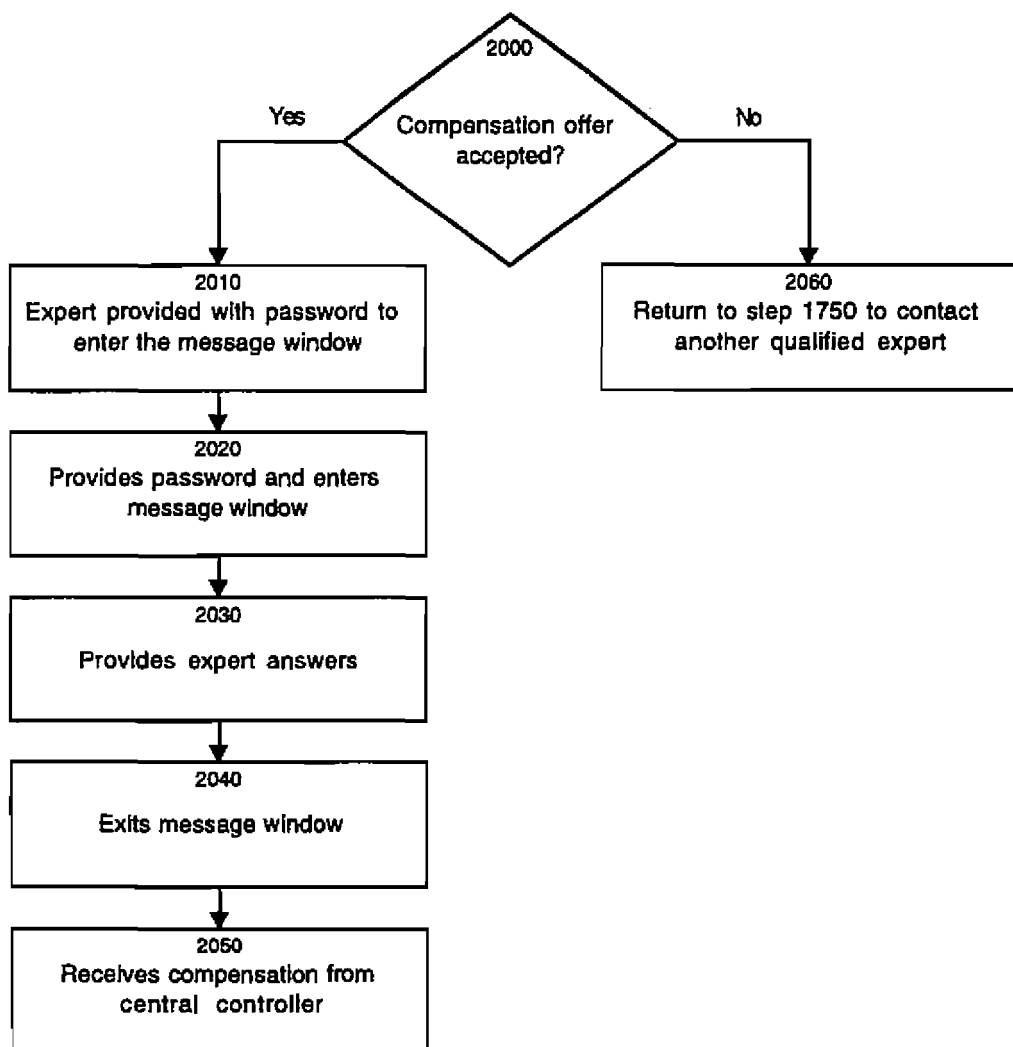 2000
Compensation offer
accepted?
Yes
No
2010
Expert provided with password to
enter the message window
2060
Return to step 1750 to contact
another qualified expert
2020
Provides password and enters
message window
2030
Provides expert answers
2040
Exits message window
2050
Receives compensation from
central controller